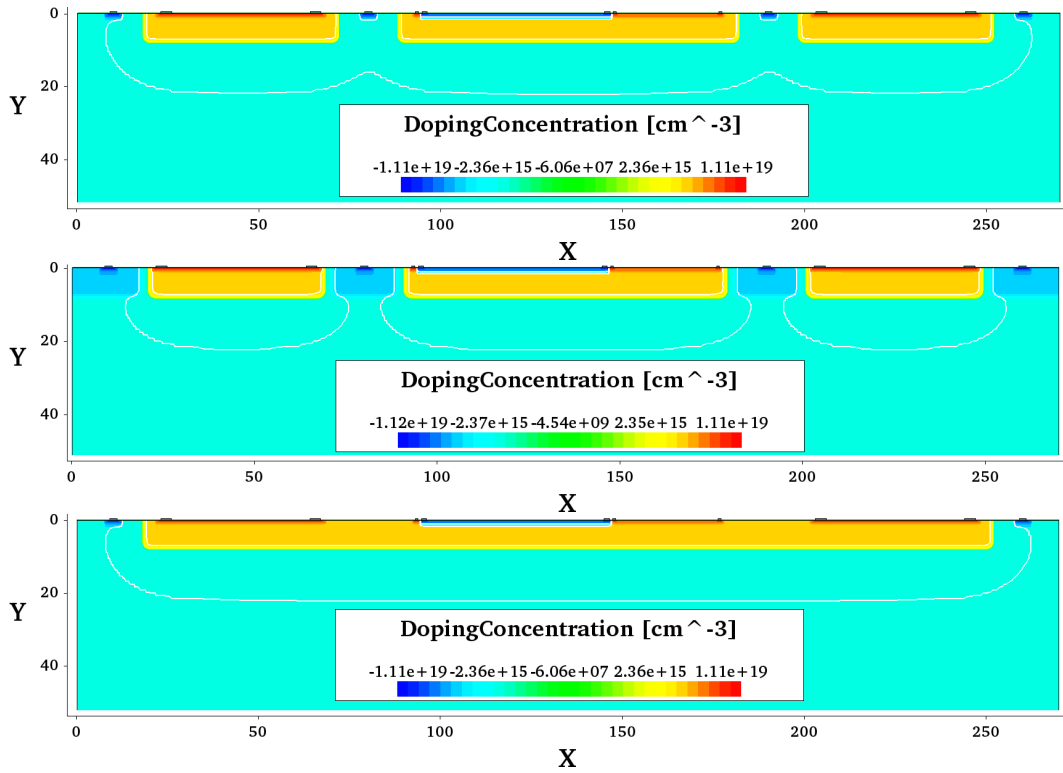 0
20
Y
40
DopingConcentration [cm^-3]
-1.11e+19 -2.36e+15 -6.06e+07 2.36e+15 1.11e+19
0 50 100 150 200 250
X
0
20
Y
40
DopingConcentration [cm^-3]
-1.12e+19 -2.37e+15 -4.54e+09 2.35e+15 1.11e+19
0 50 100 150 200 250
X
0
20
Y
40
DopingConcentration [cm^-3]
-1.11e+19 -2.36e+15 -6.06e+07 2.36e+15 1.11e+19
0 50 100 150 200 250
X